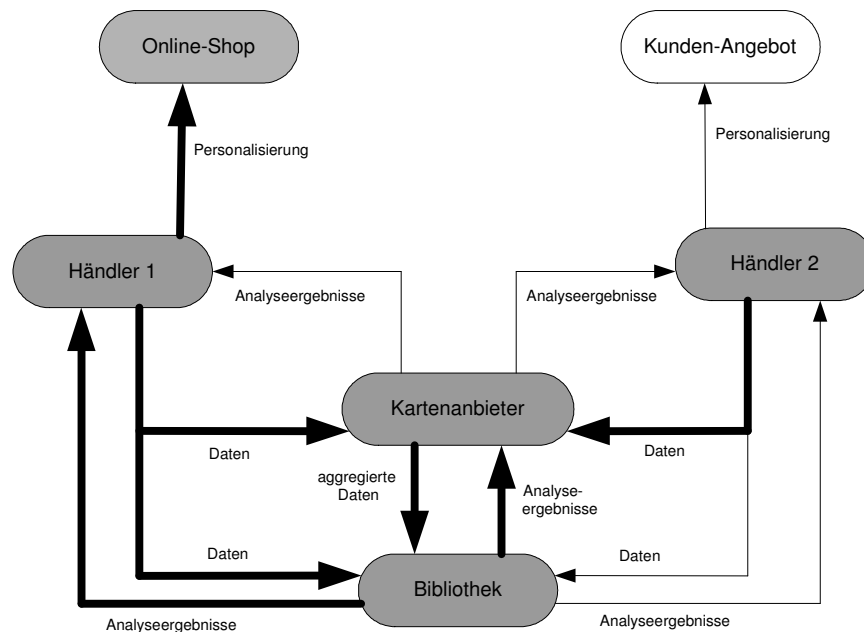 Online-Shop
Kunden-Angebot
Personalisierung
Personalisierung
Händler 1
Händler 2
Analyseergebnisse
Analyseergebnisse
Kartenanbieter
Daten
Daten
aggregierte
Daten
Analyse-
ergebnisse
Daten
Daten
Bibliothek
Analyseergebnisse
Analyseergebnisse